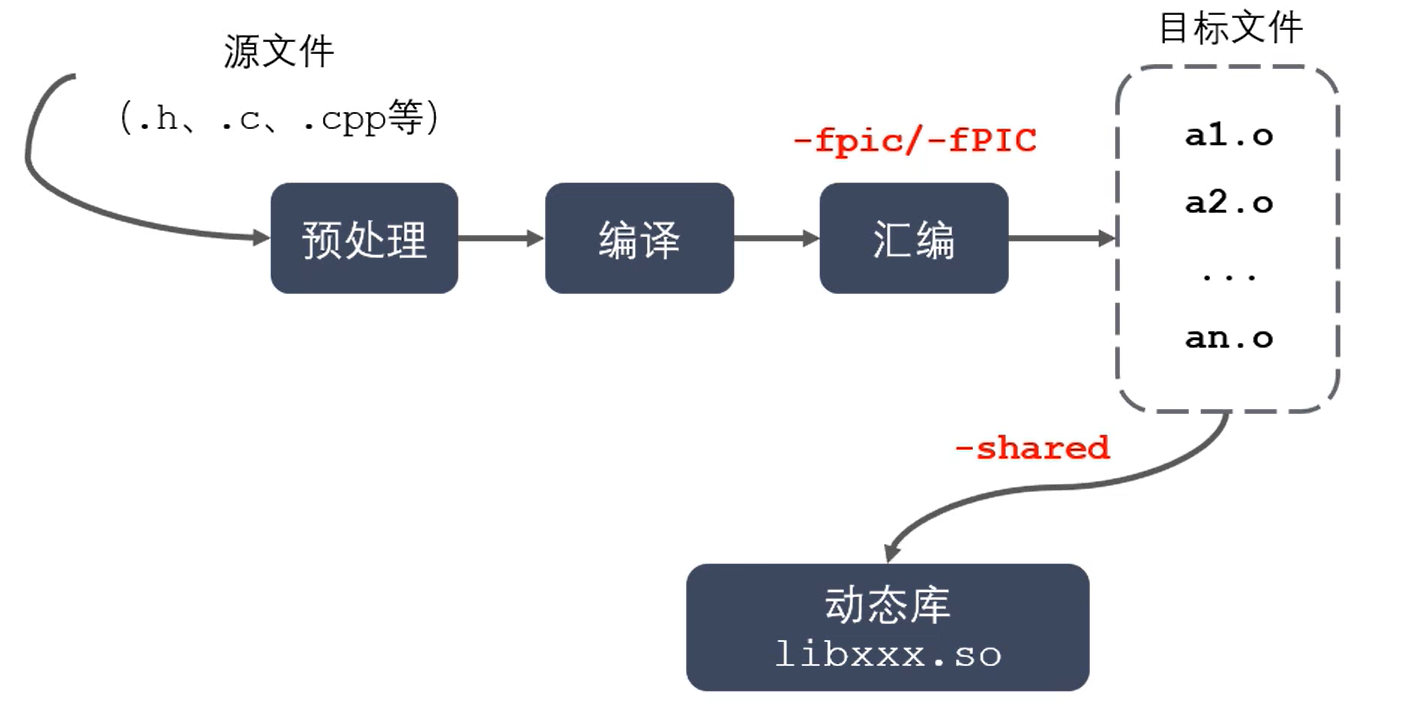 源文件
(.h、.c、.cpp等)
目标文件
-fpic/-fPIC
预处理
编译
汇编
a1.o
a2.o
...
an.o
-shared
动态库
libxxx.so